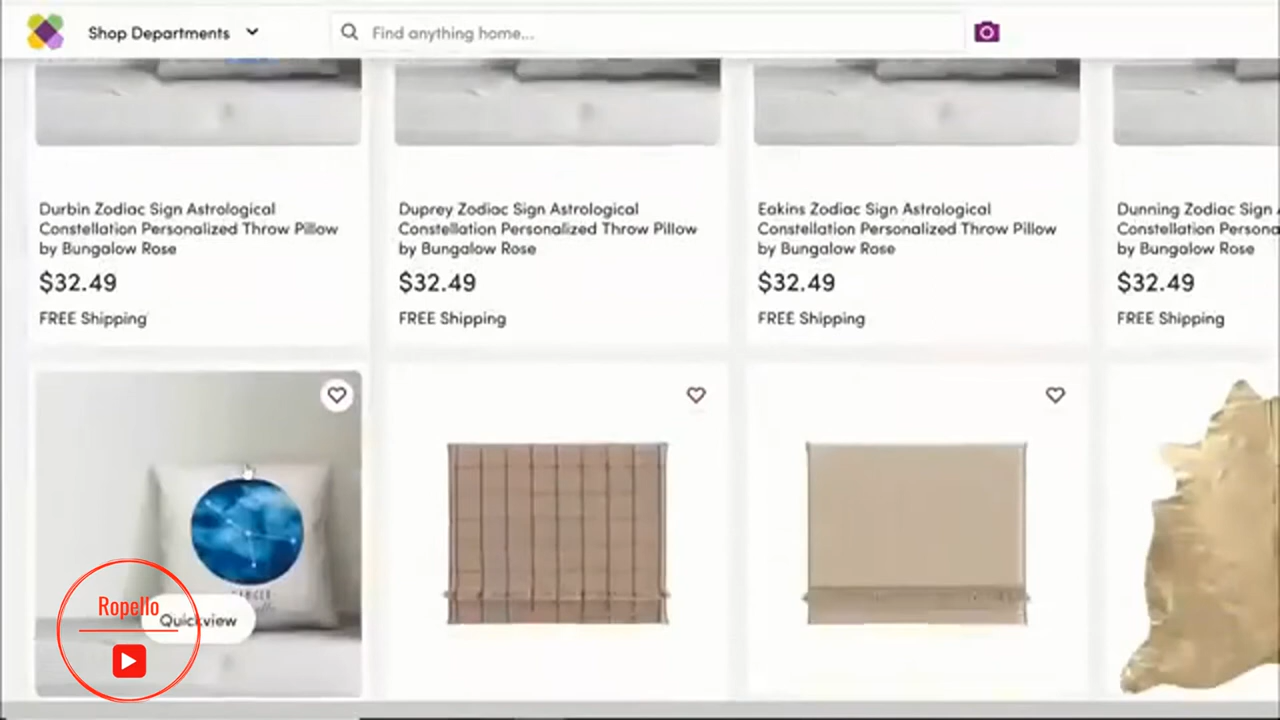 Shop Departments
Find anything home...
Durbin Zodiac Sign Astrological
Constellation Personalized Throw Pillow
by Bungalow Rose
$32.49
FREE Shipping
Duprey Zodiac Sign Astrological
Constellation Personalized Throw Pillow
by Bungalow Rose
$32.49
FREE Shipping
Eakins Zodiac Sign Astrological
Constellation Personalized Throw Pillow
by Bungalow Rose
$32.49
FREE Shipping
Dunning Zodiac Sign
Constellation Persona
by Bungalow Rose
$32.49
FREE Shipping
CANCER
Quickview
Ropello